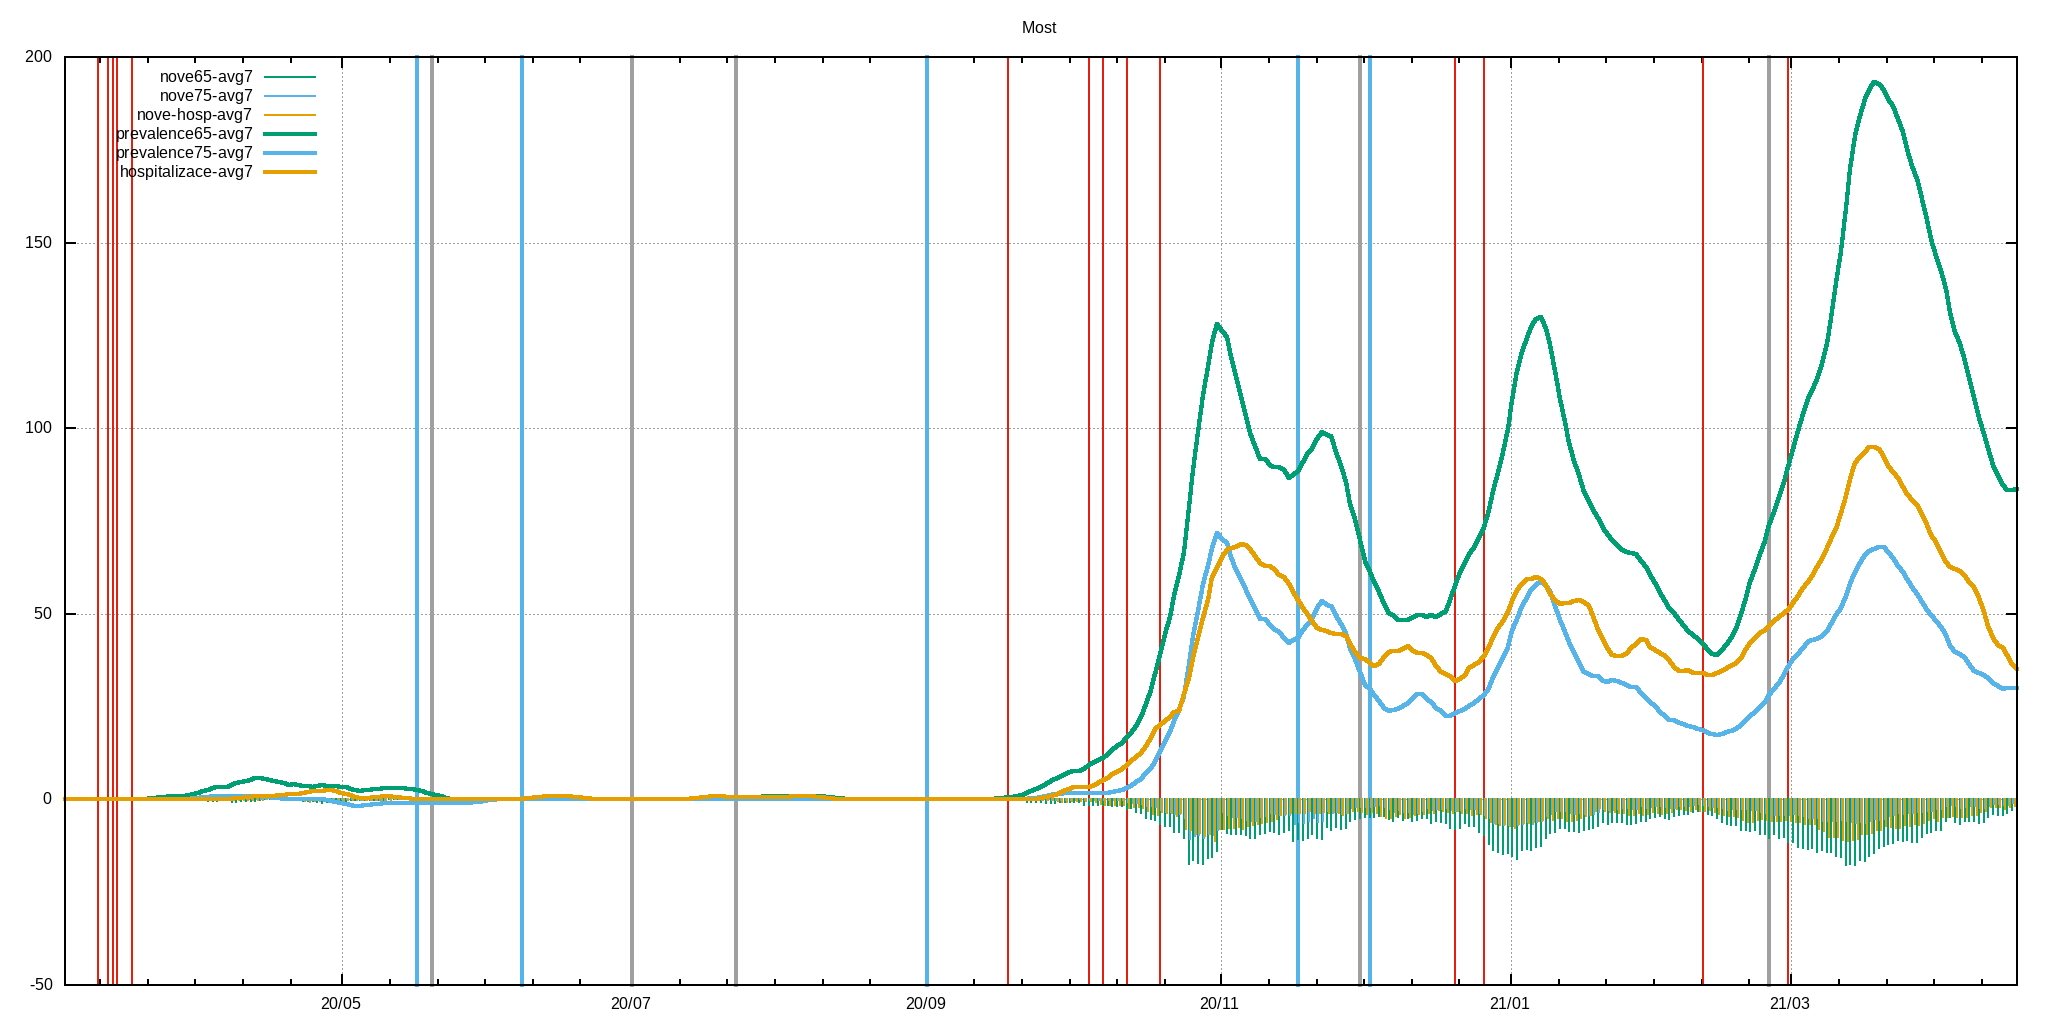 Most
200
nove65-avg7
nove75-avg7
nove-hosp-avg7
prevalence65-avg7
prevalence75-avg7
hospitalizace-avg7
150
100
50
0
-50
20/05 20/07 20/09 20/11 21/01 21/03